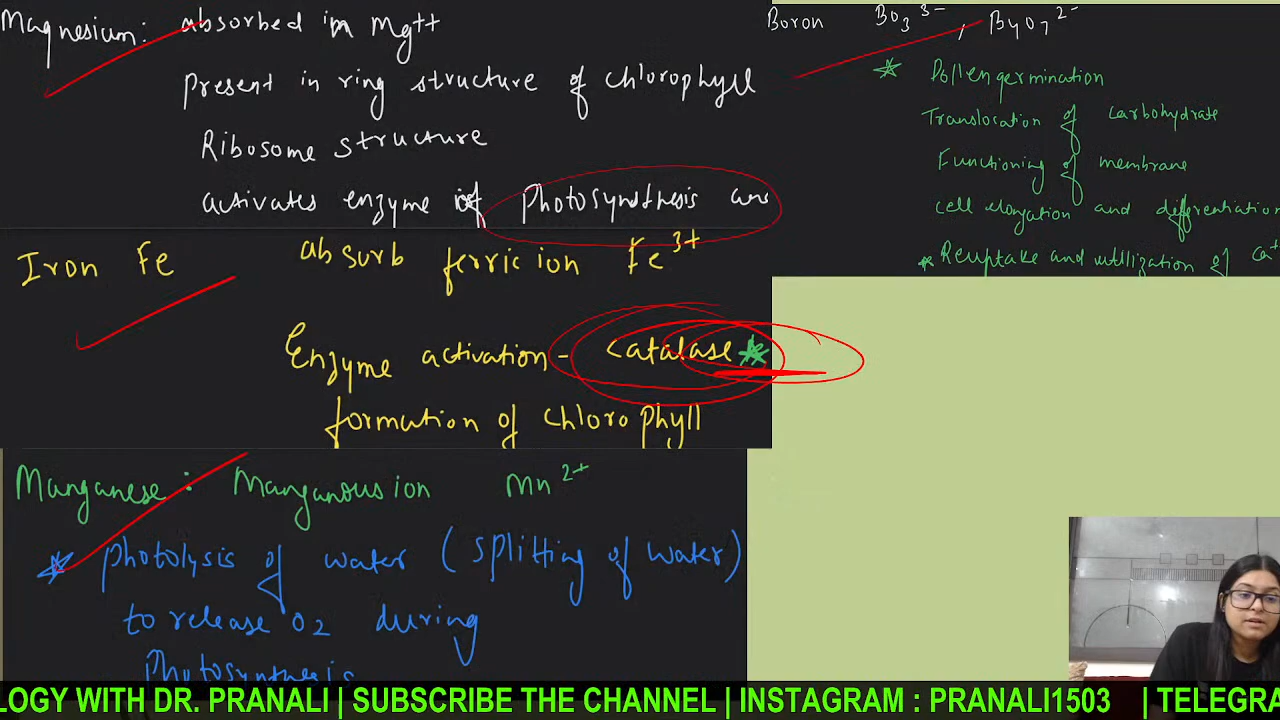 Magnesium: absorbed in Mg++
Present in ring structure of chlorophyll
Ribosome structure
activates enzyme of Photosynthesis and
Iron Fe absorb ferric ion Fe3+
Enzyme activation - Catalase
formation of chlorophyll
Manganese: Manganous ion Mn2+
photolysis of water (splitting of water)
to release O2 during
Photosynthesis
Boron Bo3 3-, B4O7 2-
Pollengermination
Translocation of carbohydrate
Functioning of membrane
cell elongation and differentiation
Reuptake and utilization of Ca+
LOGY WITH DR. PRANALI | SUBSCRIBE THE CHANNEL | INSTAGRAM : PRANALI1503 | TELEGRA